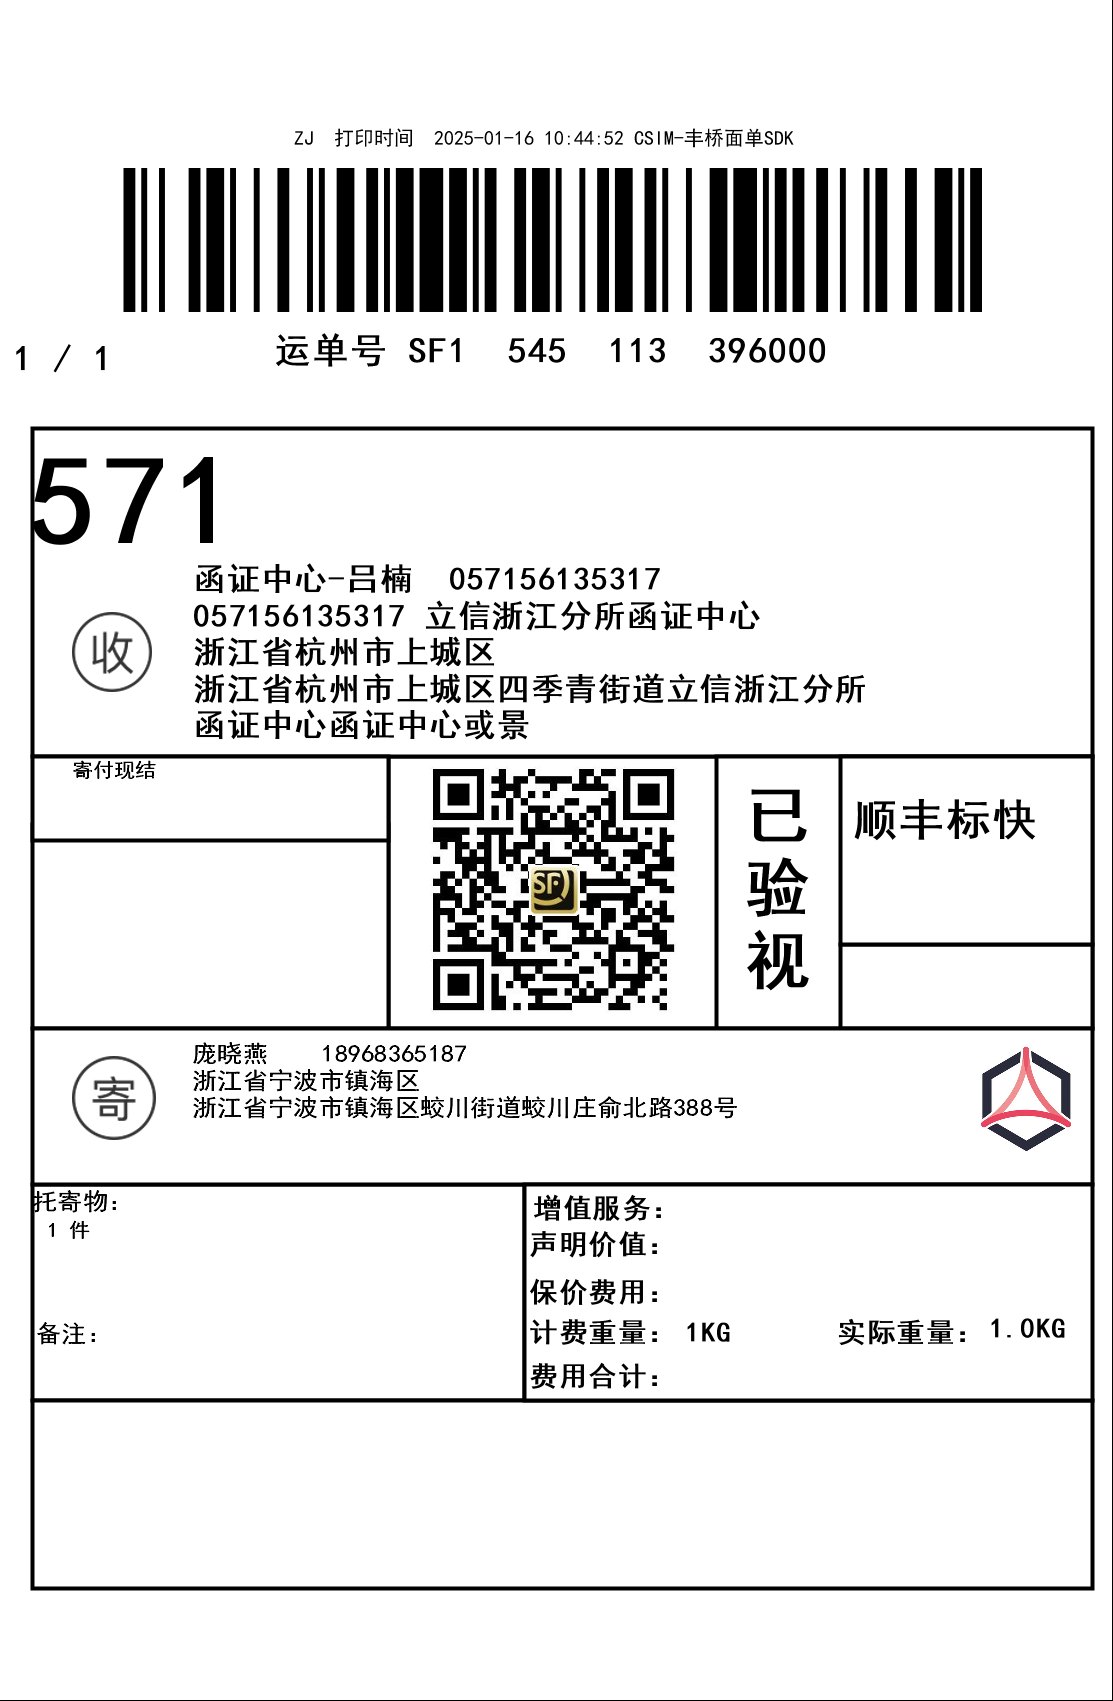 ZJ 打印时间 2025-01-16 10:44:52 CSIM-丰桥面单SDK
1 / 1
运单号 SF1 545 113 396000
571
收
函证中心-吕楠 057156135317
057156135317 立信浙江分所函证中心
浙江省杭州市上城区
浙江省杭州市上城区四季青街道立信浙江分所
函证中心函证中心或景
寄付现结
SF
已
验
视
顺丰标快
寄
庞晓燕 18968365187
浙江省宁波市镇海区
浙江省宁波市镇海区蛟川街道蛟川庄俞北路388号
托寄物：
1 件
备注：
增值服务：
声明价值：
保价费用：
计费重量： 1KG 实际重量： 1.0KG
费用合计：